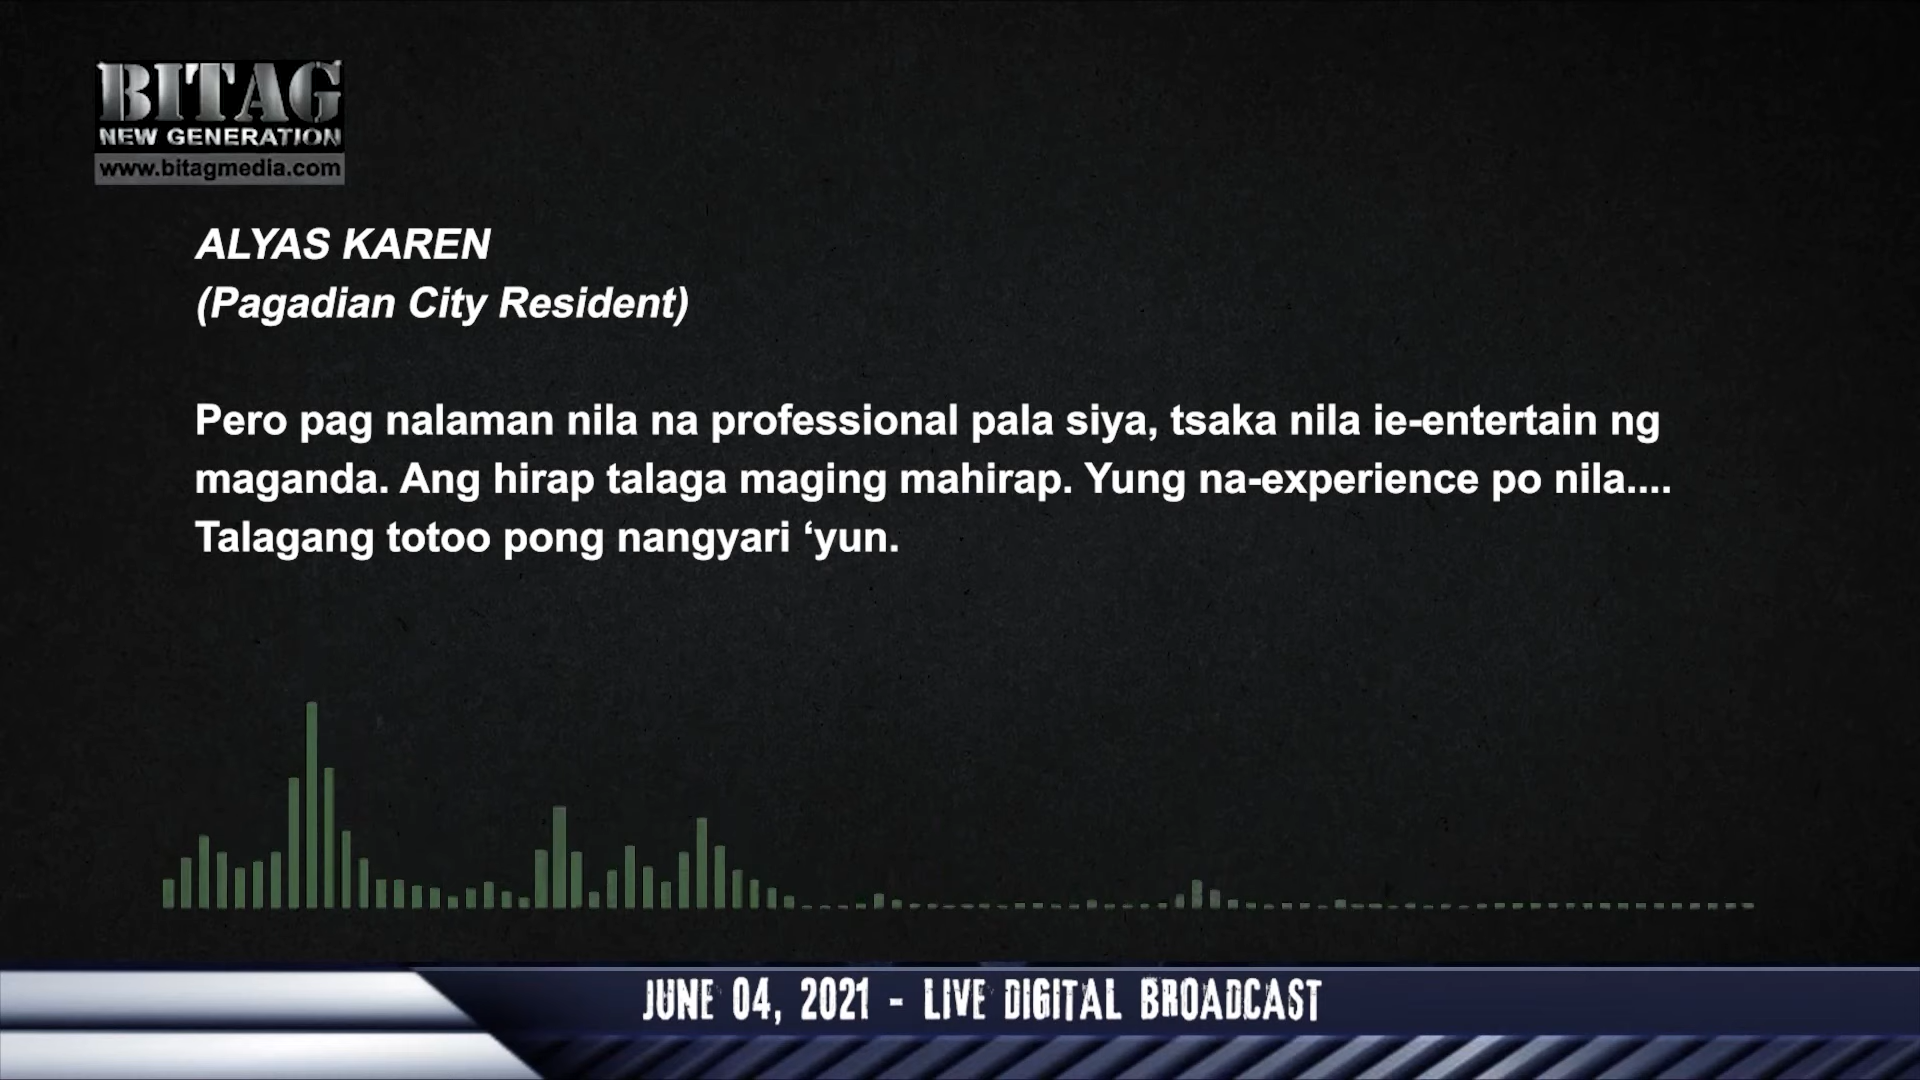 BITAG
NEW GENERATION
www.bitagmedia.com
ALYAS KAREN
(Pagadian City Resident)
Pero pag nalaman nila na professional pala siya, tsaka nila ie-entertain ng
maganda. Ang hirap talaga maging mahirap. Yung na-experience po nila....
Talagang totoo pong nangyari ‘yun.
JUNE 04, 2021 - LIVE DIGITAL BROADCAST